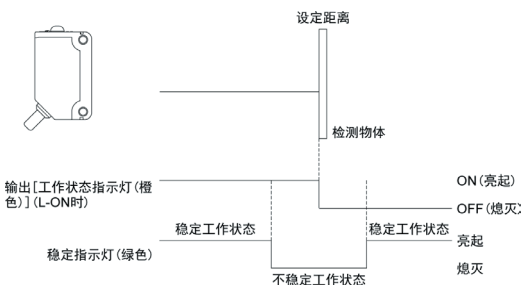 设定距离
检测物体
输出[工作状态指示灯(橙
色)](L-ON时)
ON(亮起)
OFF(熄灭)
稳定工作状态
稳定工作状态
稳定指示灯(绿色)
亮起
不稳定工作状态
熄灭